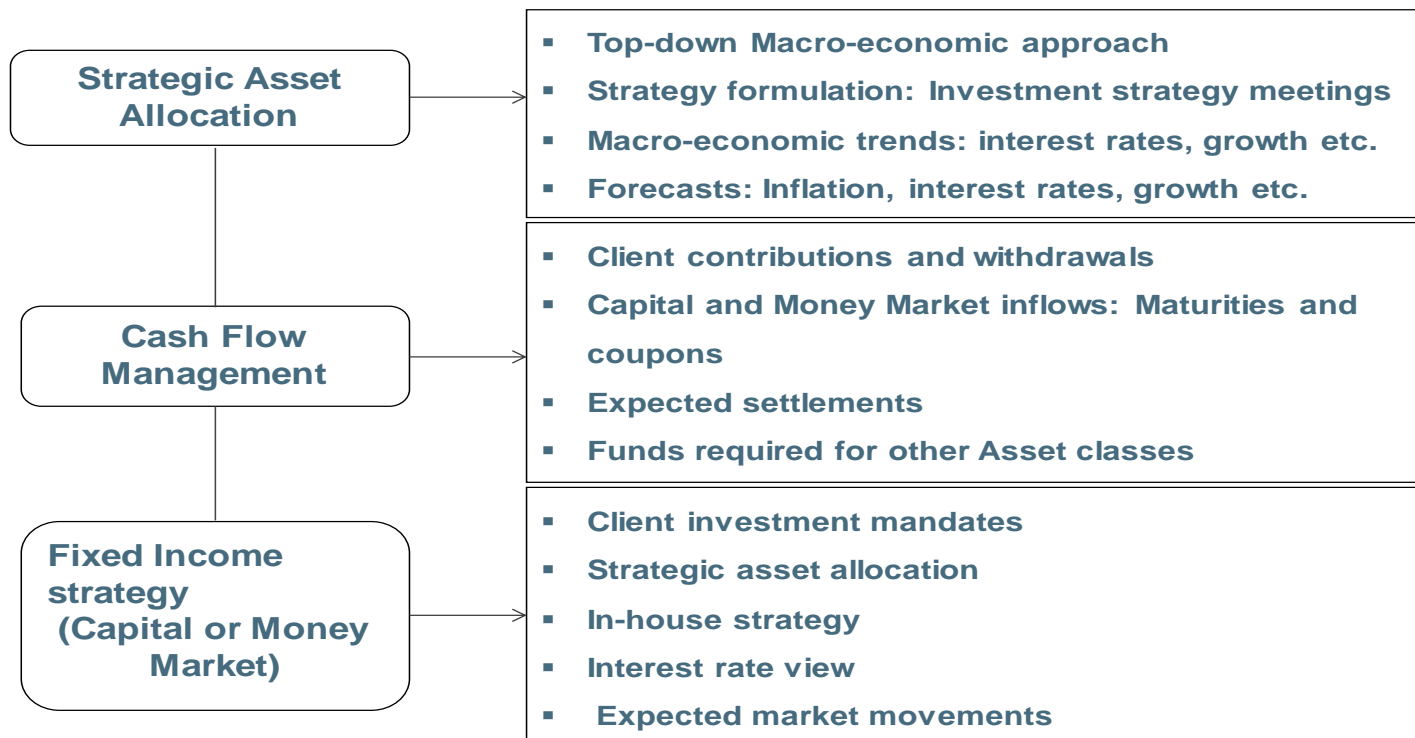 Strategic Asset
Allocation
▪ Top-down Macro-economic approach
▪ Strategy formulation: Investment strategy meetings
▪ Macro-economic trends: interest rates, growth etc.
▪ Forecasts: Inflation, interest rates, growth etc.
Cash Flow
Management
▪ Client contributions and withdrawals
▪ Capital and Money Market inflows: Maturities and
coupons
▪ Expected settlements
▪ Funds required for other Asset classes
Fixed Income
strategy
(Capital or Money
Market)
▪ Client investment mandates
▪ Strategic asset allocation
▪ In-house strategy
▪ Interest rate view
▪ Expected market movements